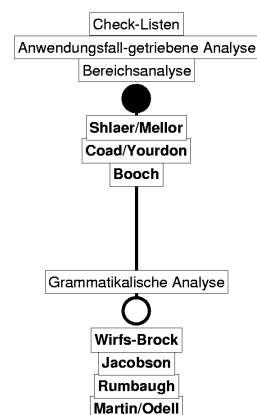 Check-Listen
Anwendungsfall-getriebene Analyse
Bereichsanalyse
Shlaer/Mellor
Coad/Yourdon
Booch
Grammatikalische Analyse
Wirfs-Brock
Jacobson
Rumbaugh
Martin/Odell